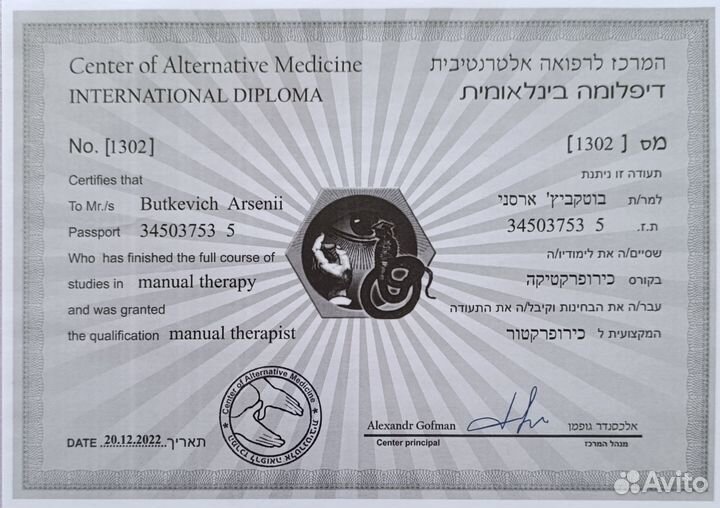 Center of Alternative Medicine
INTERNATIONAL DIPLOMA
No. [1302]
Certifies that
To Mr./s Butkevich Arsenii
Passport 34503753 5
Who has finished the full course of
studies in manual therapy
and was granted
the qualification manual therapist
המרכז לרפואה אלטרנטיבית
דיפלומה בינלאומית
מס [1302]
תעודה זו ניתנת
למר/ת בוטקביץ' ארסני
ת.ז. 34503753 5
שסיים/ה את לימודיו/ה
בקורס כירופרקטיקה
עבר/ה את הבחינות וקיבל/ה את התעודה
המקצועית ל כירופרקטור
Center of Alternative Medicine
המרכז לרפואה אלטרנטיבית
DATE 20.12.2022 תאריך
Alexandr Gofman
Center principal
אלכסנדר גופמן
מנהל המרכז
Avito